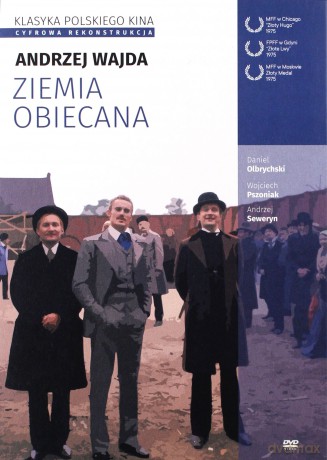 KLASYKA POLSKIEGO KINA
CYFROWA REKONSTRUKCJA
ANDRZEJ WAJDA
ZIEMIA
OBIECANA
MFF w Chicago
"Złoty Hugo"
1975
FPFF w Gdyni
"Złote Lwy"
1975
MFF w Moskwie
Złoty Medal
1975
Daniel
Olbrychski
Wojciech
Pszoniak
Andrzej
Seweryn
DVD